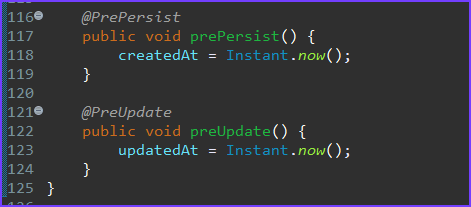 116 @PrePersist
117 public void prePersist() {
118 createdAt = Instant.now();
119 }
120
121 @PreUpdate
122 public void preUpdate() {
123 updatedAt = Instant.now();
124 }
125 }